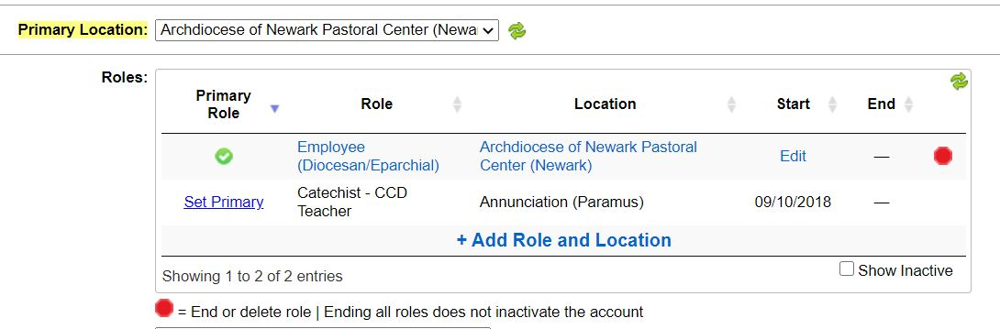 Primary Location: Archdiocese of Newark Pastoral Center (Newa
Roles:
Primary Role Role Location Start End
Employee (Diocesan/Eparchial) Archdiocese of Newark Pastoral Center (Newark) Edit —
Set Primary Catechist - CCD Teacher Annunciation (Paramus) 09/10/2018 —
+ Add Role and Location
Showing 1 to 2 of 2 entries Show Inactive
= End or delete role | Ending all roles does not inactivate the account